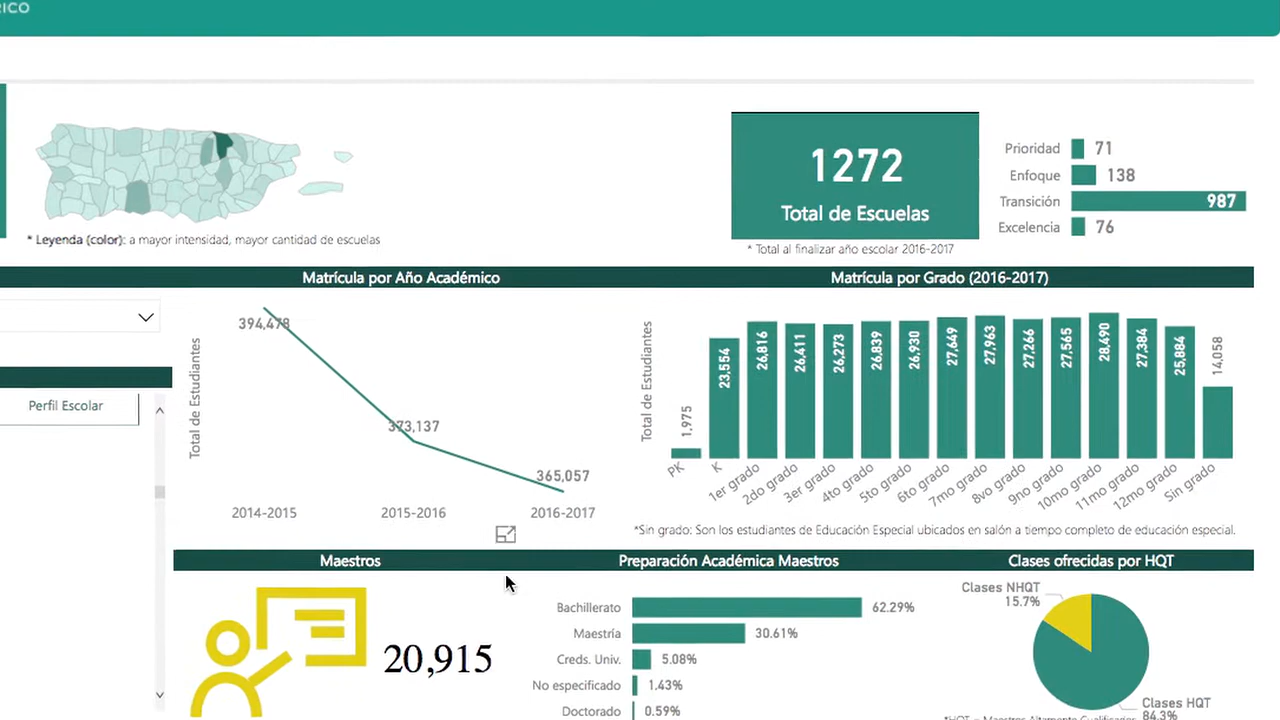 RICO
1272
Total de Escuelas
* Total al finalizar año escolar 2016-2017
Prioridad 71
Enfoque 138
Transición 987
Excelencia 76
* Leyenda (color): a mayor intensidad, mayor cantidad de escuelas
Matrícula por Año Académico
Matrícula por Grado (2016-2017)
Perfil Escolar
Total de Estudiantes
394,478
373,137
365,057
2014-2015
2015-2016
2016-2017
Total de Estudiantes
1,975
23,554
26,816
26,411
26,273
26,839
26,930
27,649
27,963
27,266
27,565
28,490
27,384
25,884
14,058
PK
K
1er grado
2do grado
3er grado
4to grado
5to grado
6to grado
7mo grado
8vo grado
9no grado
10mo grado
11mo grado
12mo grado
Sin grado
*Sin grado: Son los estudiantes de Educación Especial ubicados en salón a tiempo completo de educación especial.
Maestros
Preparación Académica Maestros
Clases ofrecidas por HQT
20,915
Bachillerato 62.29%
Maestría 30.61%
Creds. Univ. 5.08%
No especificado 1.43%
Doctorado 0.59%
Clases NHQT
15.7%
Clases HQT
84.3%
*HQT = Maestros Altamente Cualificados